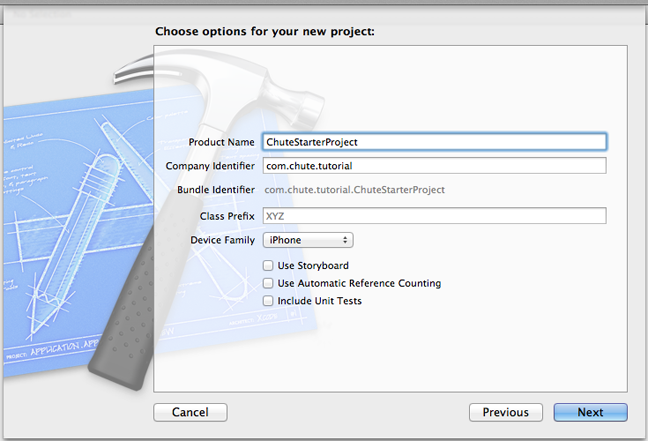 Choose options for your new project:
Product Name ChuteStarterProject
Company Identifier com.chute.tutorial
Bundle Identifier com.chute.tutorial.ChuteStarterProject
Class Prefix XYZ
Device Family iPhone
Use Storyboard
Use Automatic Reference Counting
Include Unit Tests
PROJECT: APPLICATION.APP
Cancel Previous Next